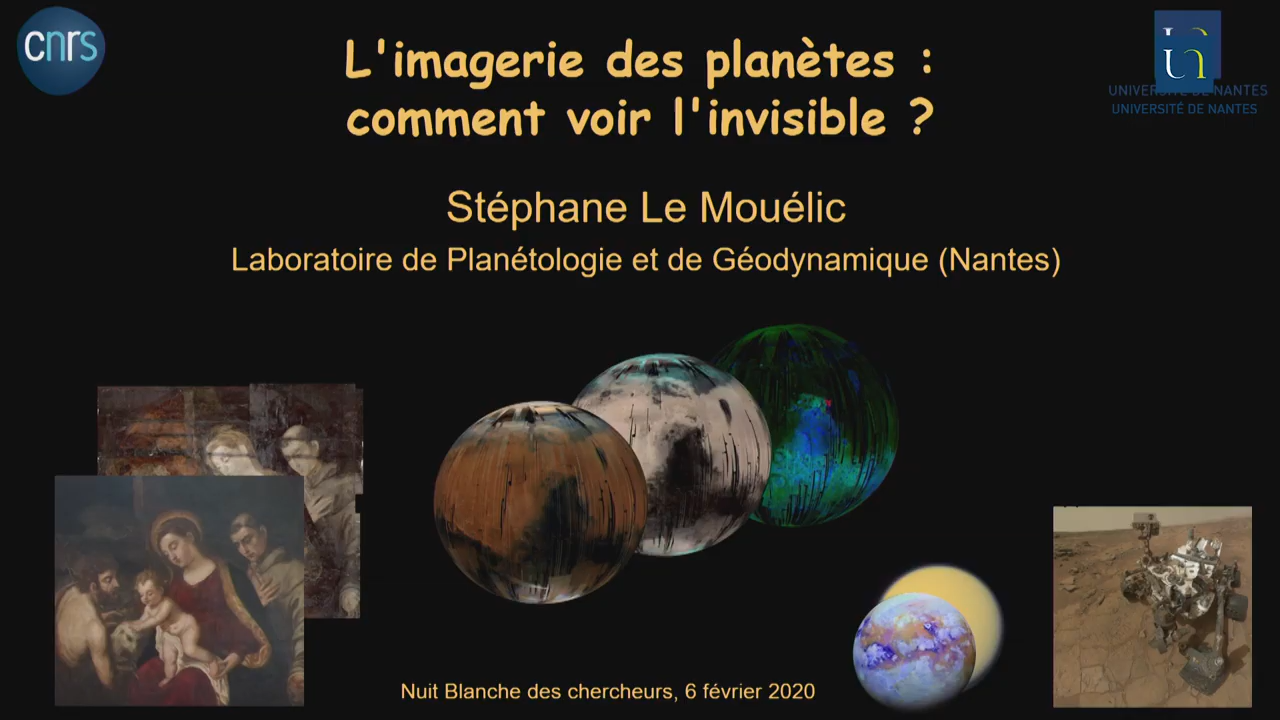 cnrs
L'imagerie des planètes :
comment voir l'invisible ?
UNIVERSITÉ DE NANTES
UNIVERSITÉ DE NANTES
Stéphane Le Mouélic
Laboratoire de Planétologie et de Géodynamique (Nantes)
Nuit Blanche des chercheurs, 6 février 2020